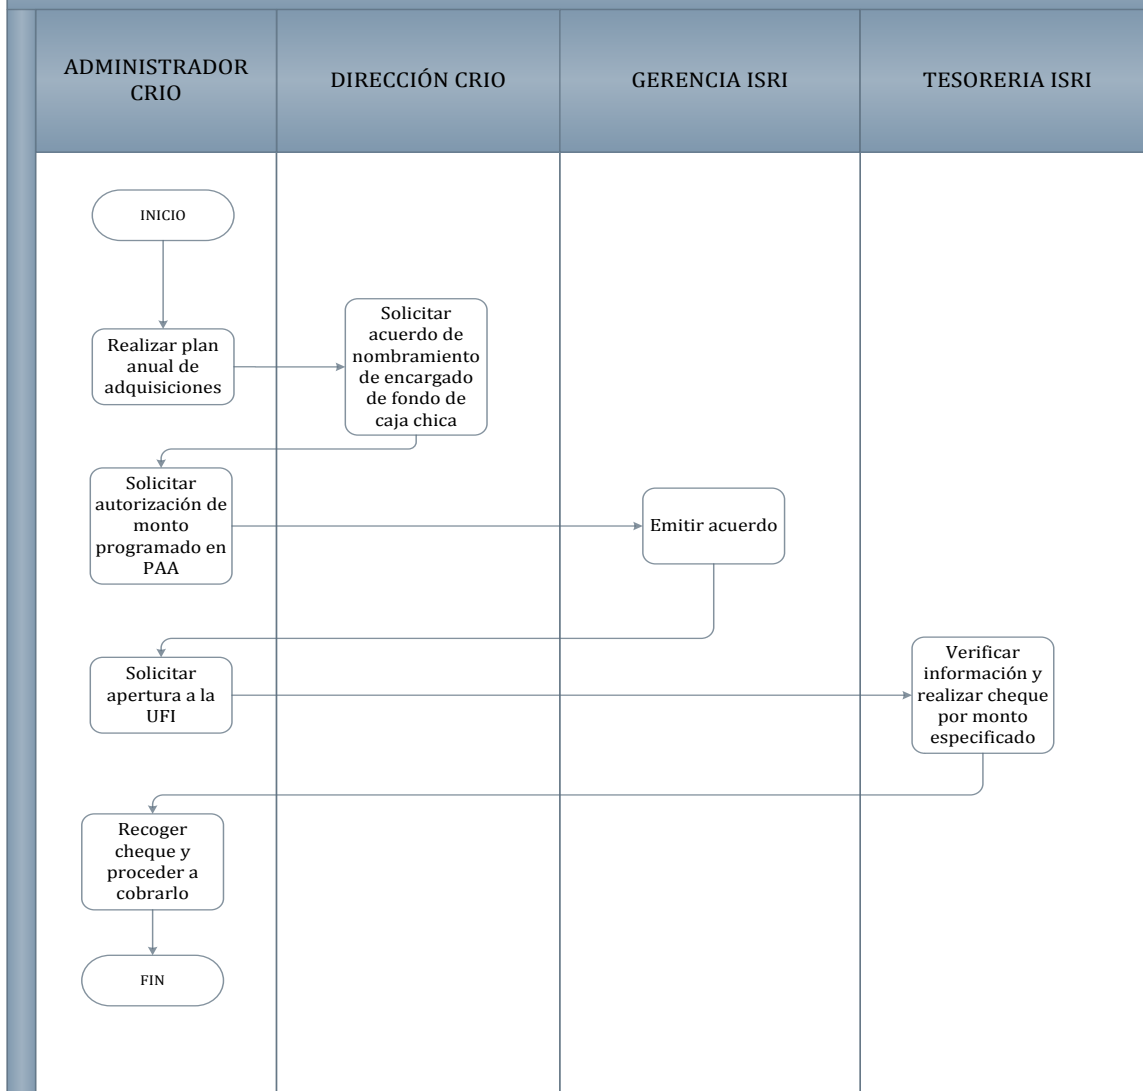 ADMINISTRADOR
CRIO
DIRECCIÓN CRIO
GERENCIA ISRI
TESORERIA ISRI
INICIO
Realizar plan
anual de
adquisiciones
Solicitar
acuerdo de
nombramiento
de encargado
de fondo de
caja chica
Solicitar
autorización de
monto
programado en
PAA
Emitir acuerdo
Solicitar
apertura a la
UFI
Verificar
información y
realizar cheque
por monto
especificado
Recoger
cheque y
proceder a
cobrarlo
FIN